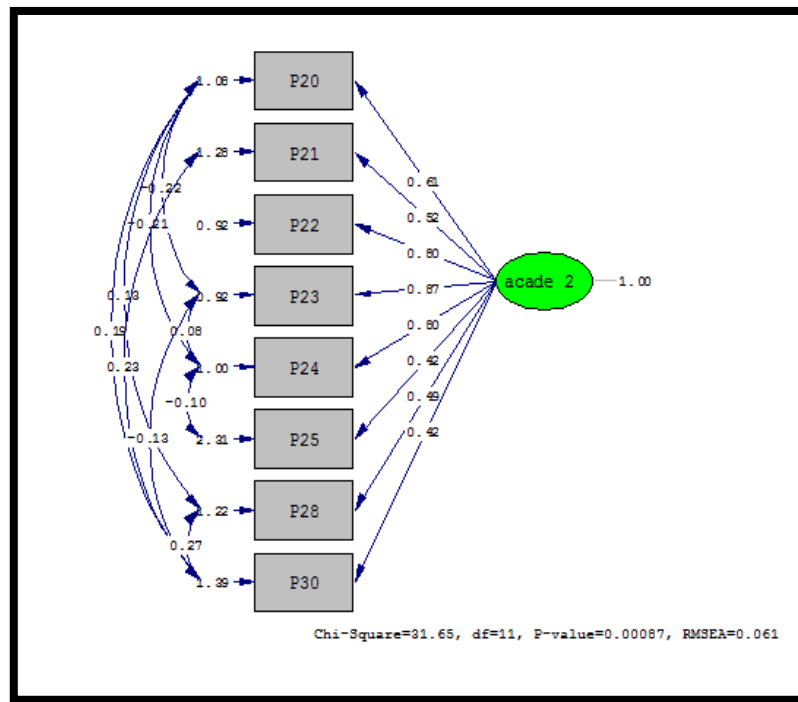 1.08 P20
0.61
1.28 P21
-0.22
0.52
-0.21 0.92 P22
0.80
acade 2 1.00
0.13 0.92 P23
0.87
0.19 0.08
0.80
0.23 1.00 P24
0.42
-0.10
0.49
-0.13 2.31 P25
0.42
1.22 P28
0.27
1.39 P30
Chi-Square=31.65, df=11, P-value=0.00087, RMSEA=0.061